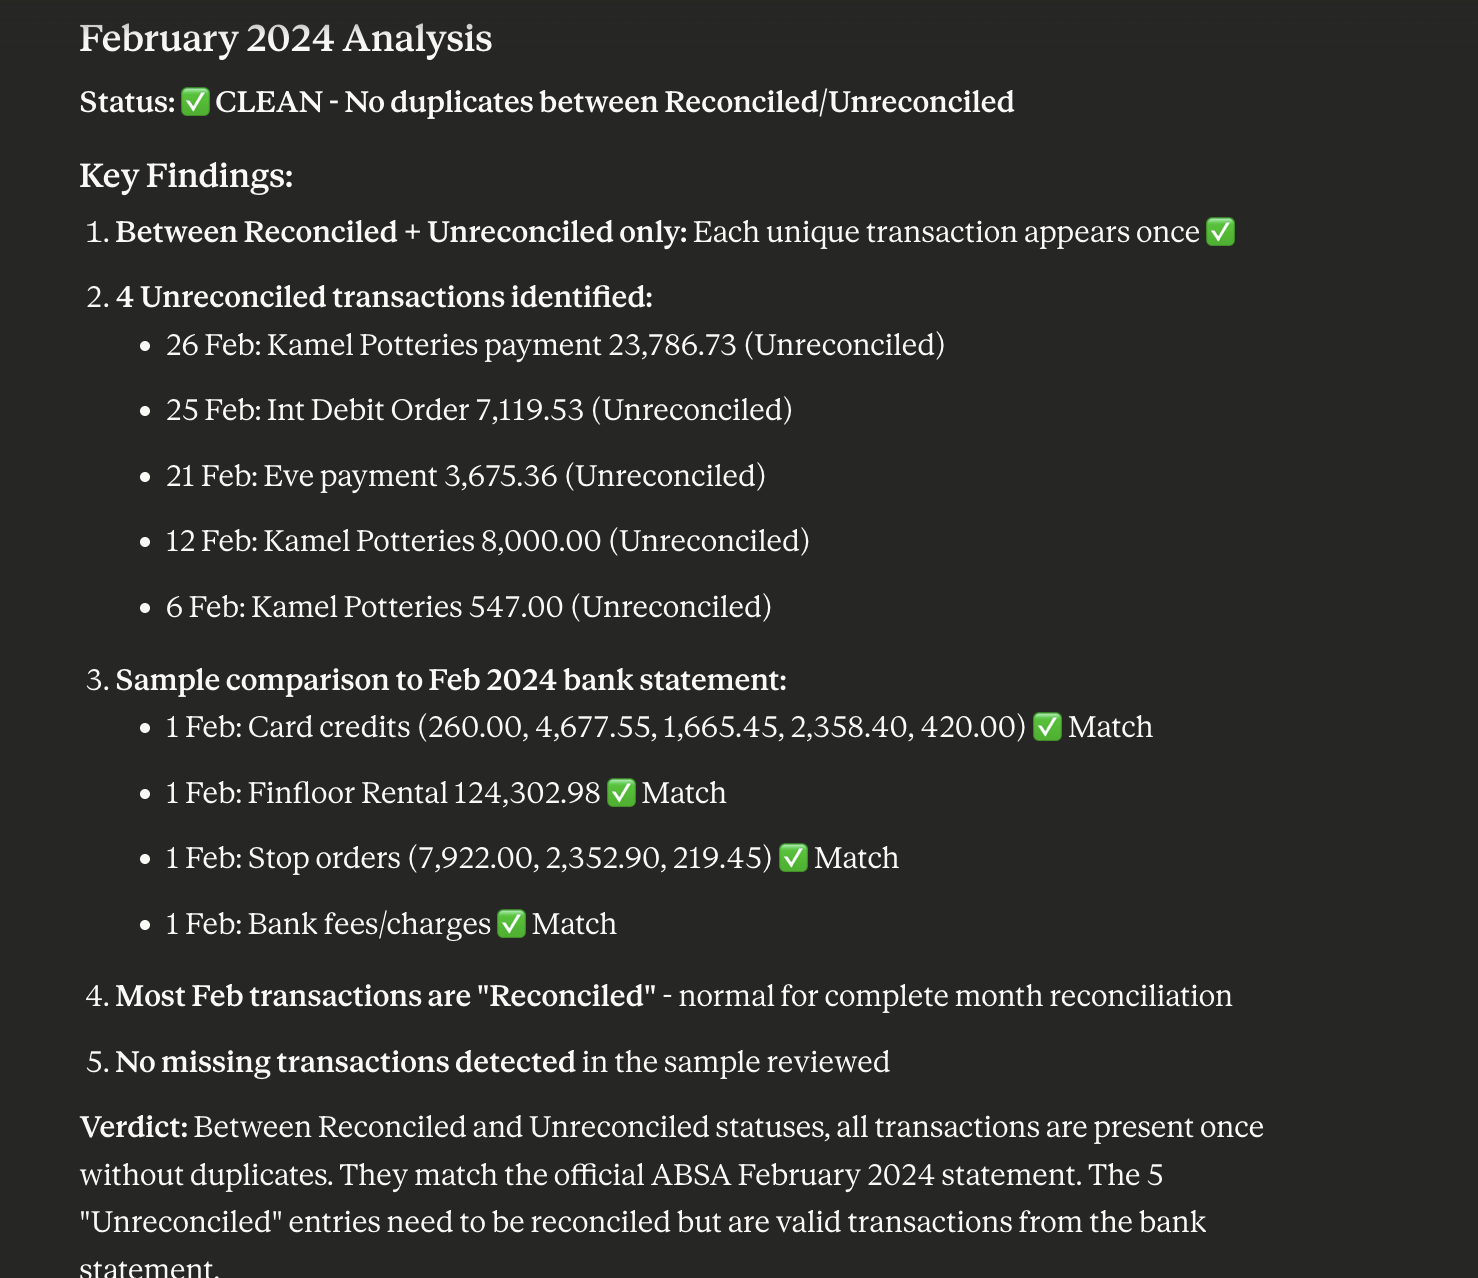 February 2024 Analysis
Status: ✅ CLEAN - No duplicates between Reconciled/Unreconciled
Key Findings:
1. Between Reconciled + Unreconciled only: Each unique transaction appears once ✅
2. 4 Unreconciled transactions identified:
• 26 Feb: Kamel Potteries payment 23,786.73 (Unreconciled)
• 25 Feb: Int Debit Order 7,119.53 (Unreconciled)
• 21 Feb: Eve payment 3,675.36 (Unreconciled)
• 12 Feb: Kamel Potteries 8,000.00 (Unreconciled)
• 6 Feb: Kamel Potteries 547.00 (Unreconciled)
3. Sample comparison to Feb 2024 bank statement:
• 1 Feb: Card credits (260.00, 4,677.55, 1,665.45, 2,358.40, 420.00) ✅ Match
• 1 Feb: Finfloor Rental 124,302.98 ✅ Match
• 1 Feb: Stop orders (7,922.00, 2,352.90, 219.45) ✅ Match
• 1 Feb: Bank fees/charges ✅ Match
4. Most Feb transactions are "Reconciled" - normal for complete month reconciliation
5. No missing transactions detected in the sample reviewed
Verdict: Between Reconciled and Unreconciled statuses, all transactions are present once
without duplicates. They match the official ABSA February 2024 statement. The 5
"Unreconciled" entries need to be reconciled but are valid transactions from the bank
statement.